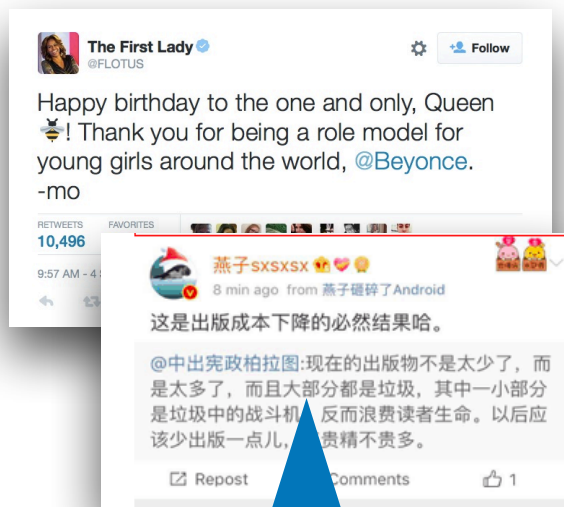 The First Lady
@FLOTUS
Follow
Happy birthday to the one and only, Queen
🐝! Thank you for being a role model for
young girls around the world, @Beyonce.
-mo
RETWEETS FAVORITES
10,496
9:57 AM - 4
燕子sxsxsx
8 min ago from 燕子砸碎了Android
这是出版成本下降的必然结果哈。
@中出宪政柏拉图:现在的出版物不是太少了，而
是太多了，而且大部分都是垃圾，其中一小部分
是垃圾中的战斗机 反而浪费读者生命。以后应
该少出版一点儿， 贵精不贵多。
Repost Comments 1